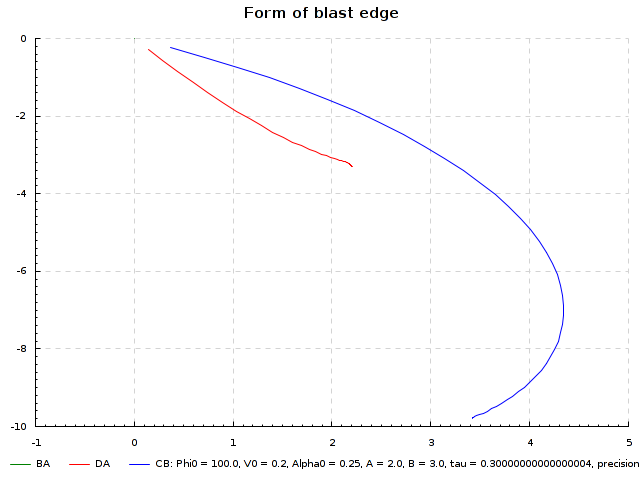 Form of blast edge
0
-2
-4
-6
-8
-10
-1 0 1 2 3 4 5
BA DA CB: Phi0 = 100.0, V0 = 0.2, Alpha0 = 0.25, A = 2.0, B = 3.0, tau = 0.30000000000000004, precision